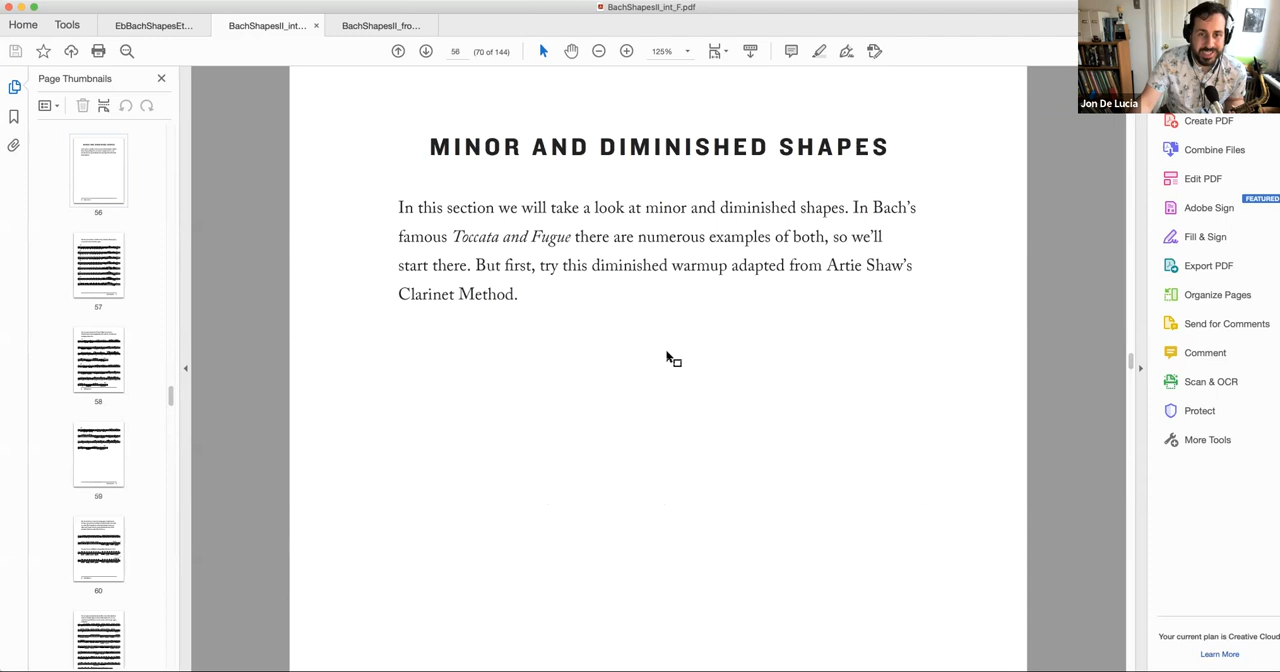 BachShapesII_int_F.pdf
Home
Tools
EbBachShapesEt...
BachShapesII_int...
BachShapesII_fro...
56
(70 of 144)
125%
Page Thumbnails
56
57
58
59
60
MINOR AND DIMINISHED SHAPES
In this section we will take a look at minor and diminished shapes. In Bach's
famous Toccata and Fugue there are numerous examples of both, so we'll
start there. But first, try this diminished warmup adapted from Artie Shaw's
Clarinet Method.
Jon De Lucia
Create PDF
Combine Files
Edit PDF
FEATURED
Adobe Sign
Fill & Sign
Export PDF
Organize Pages
Send for Comments
Comment
Scan & OCR
Protect
More Tools
Your current plan is Creative Cloud
Learn More